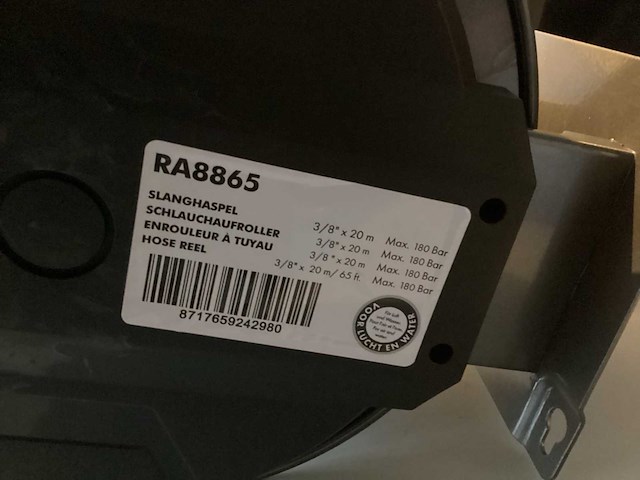 RA8865
SLANGHASPEL 3/8" x 20 m Max. 180 Bar
SCHLAUCHAUFROLLER 3/8" x 20 m Max. 180 Bar
ENROULEUR À TUYAU 3/8" x 20 m Max. 180 Bar
HOSE REEL 3/8" x 20 m/ 65 ft. Max. 180 Bar
8717659242980
VOOR LUCHT EN WATER